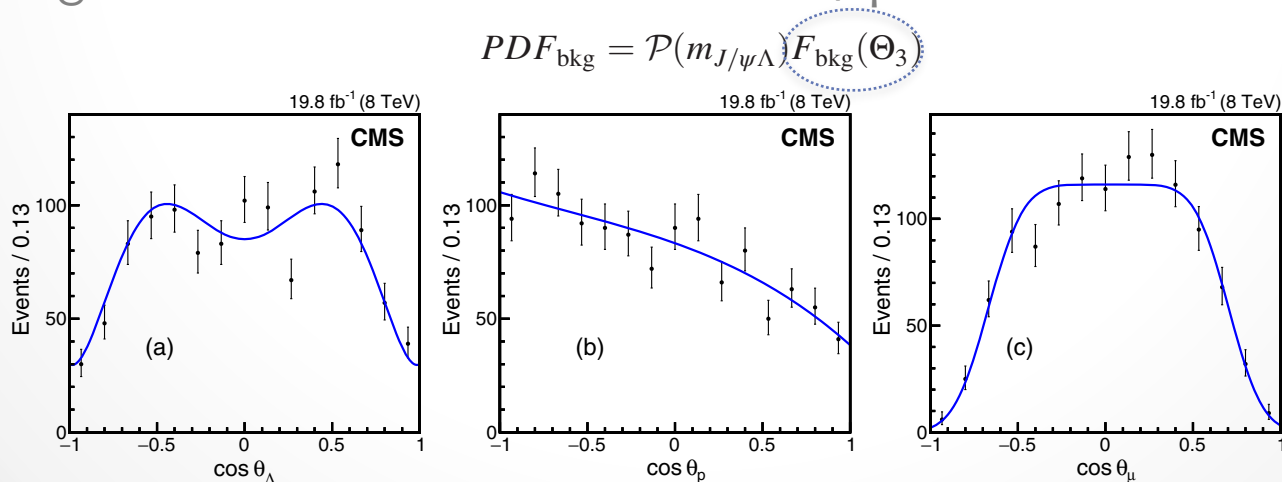 PDF_bkg = P(m_J/ψΛ)F_bkg(Θ₃)
19.8 fb⁻¹ (8 TeV)
CMS
Events / 0.13
100
50
0
(a)
−1 −0.5 0 0.5 1
cos θ_Λ
19.8 fb⁻¹ (8 TeV)
CMS
Events / 0.13
100
50
0
(b)
−1 −0.5 0 0.5 1
cos θ_p
19.8 fb⁻¹ (8 TeV)
CMS
Events / 0.13
100
50
0
(c)
−1 −0.5 0 0.5 1
cos θ_μ